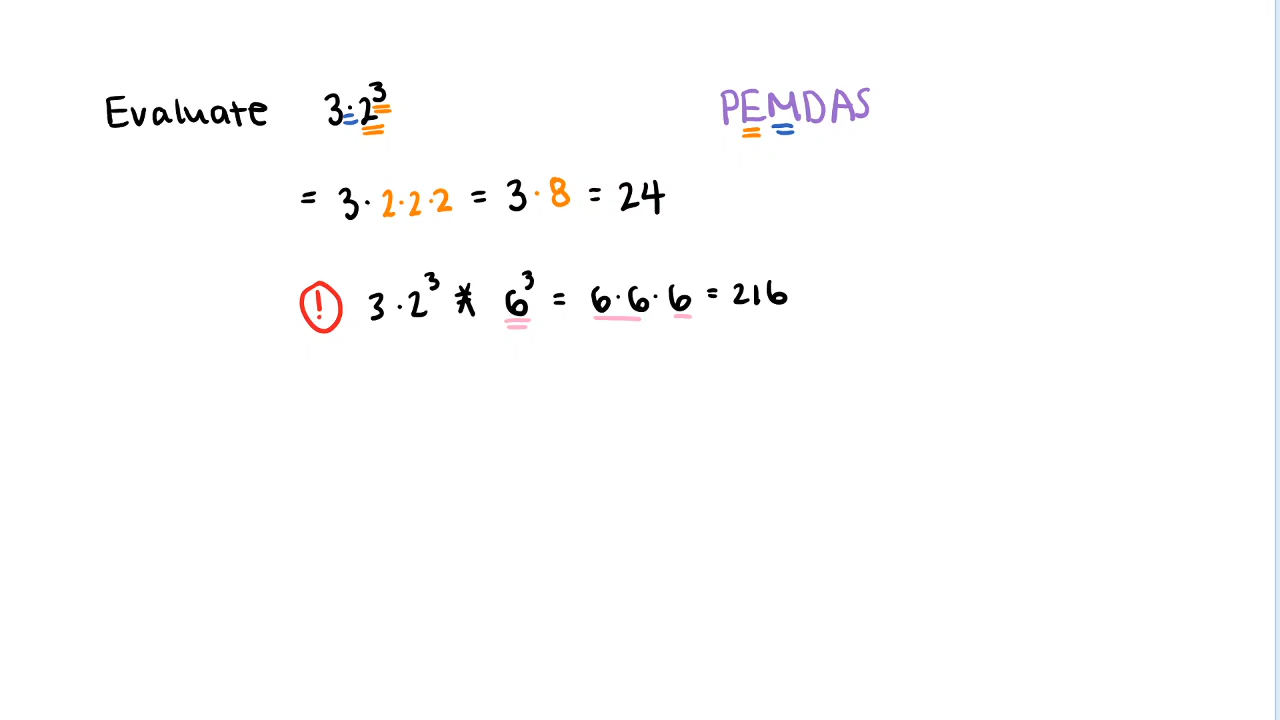 Evaluate 3·2³ PEMDAS
= 3·2·2·2 = 3·8 = 24
! 3·2³ ≠ 6³ = 6·6·6 = 216